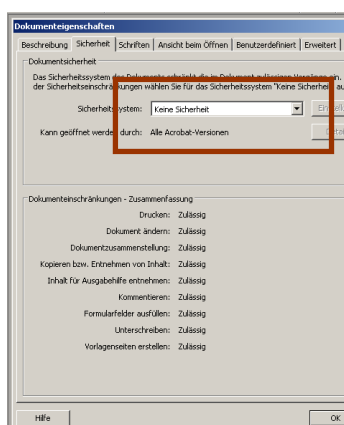 Dokumenteigenschaften
Beschreibung Sicherheit Schriften Ansicht beim Öffnen Benutzerdefiniert Erweitert
Dokumentsicherheit
Das Sicherheitssystem des Dokuments schränkt die im Dokument zulässigen Vorgänge ein.
der Sicherheitseinschränkungen wählen Sie für das Sicherheitssystem "Keine Sicherheit" au
Sicherheitssystem: Keine Sicherheit
Kann geöffnet werden durch: Alle Acrobat-Versionen
Dokumenteinschränkungen - Zusammenfassung
Drucken: Zulässig
Dokument ändern: Zulässig
Dokumentzusammenstellung: Zulässig
Kopieren bzw. Entnehmen von Inhalt: Zulässig
Inhalt für Ausgabehilfe entnehmen: Zulässig
Kommentieren: Zulässig
Formularfelder ausfüllen: Zulässig
Unterschreiben: Zulässig
Vorlagenseiten erstellen: Zulässig
Hilfe OK